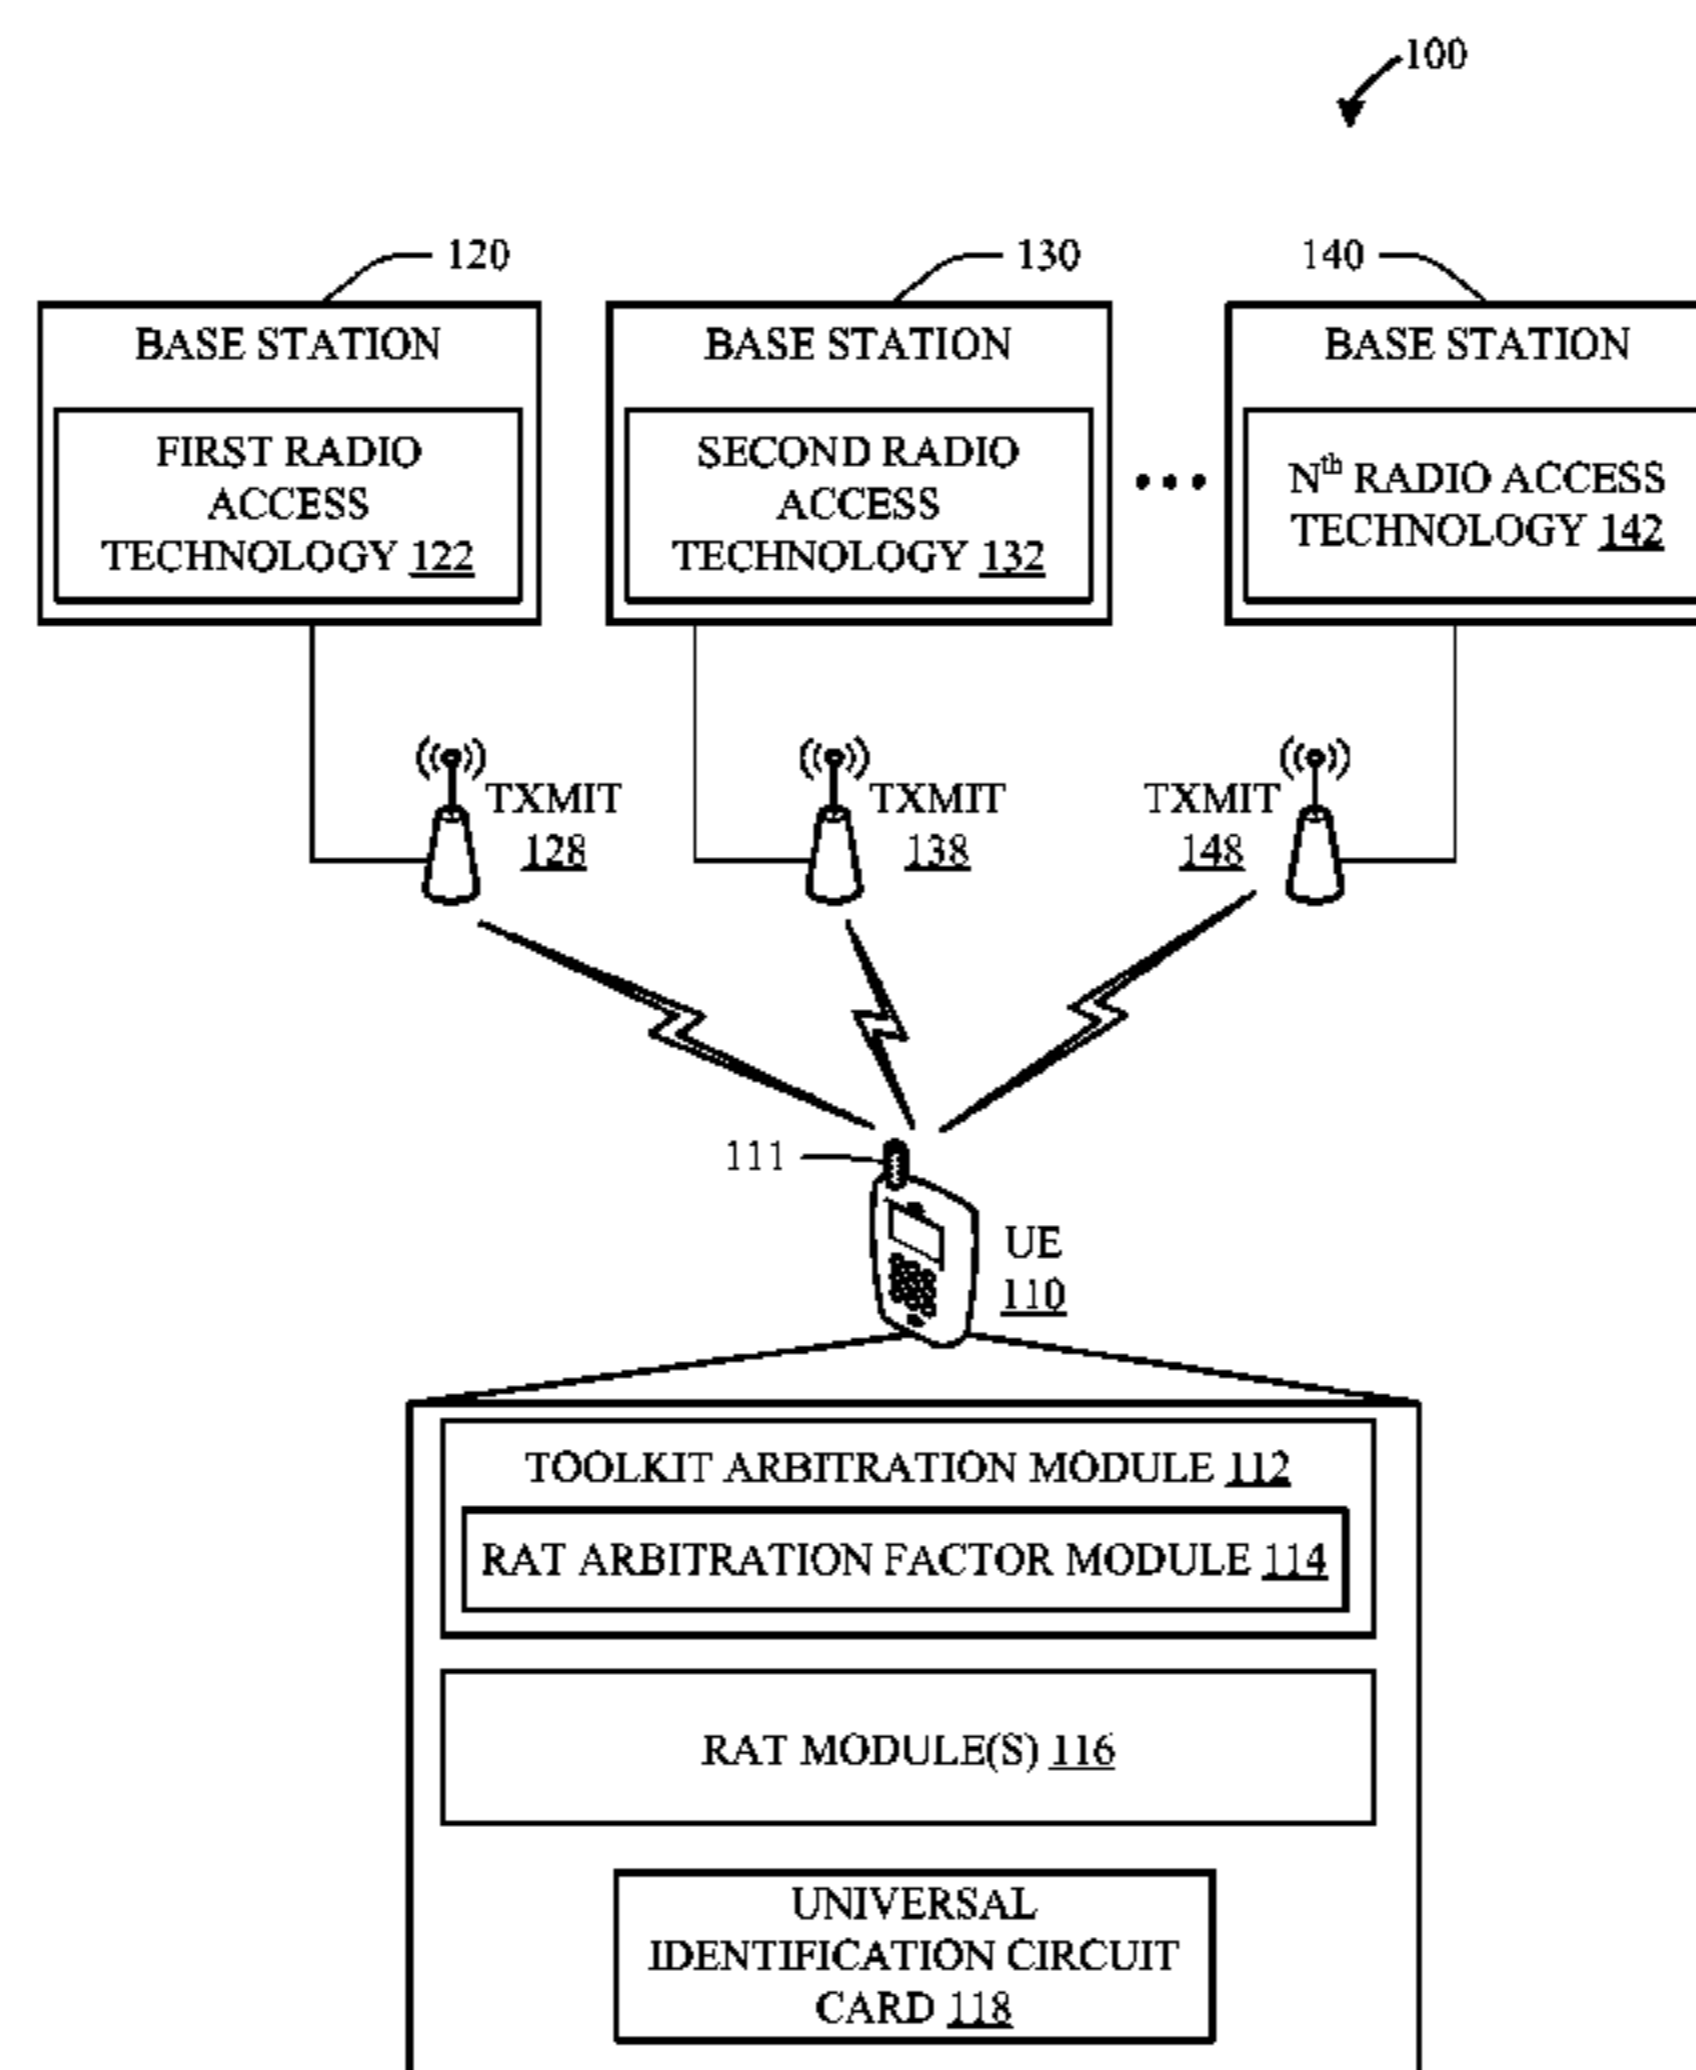 100
120
130
140
BASE STATION
BASE STATION
BASE STATION
FIRST RADIO
ACCESS
TECHNOLOGY 122
SECOND RADIO
ACCESS
TECHNOLOGY 132
Nth RADIO ACCESS
TECHNOLOGY 142
TXMIT
128
TXMIT
138
TXMIT
148
111
UE
110
TOOLKIT ARBITRATION MODULE 112
RAT ARBITRATION FACTOR MODULE 114
RAT MODULE(S) 116
UNIVERSAL
IDENTIFICATION CIRCUIT
CARD 118